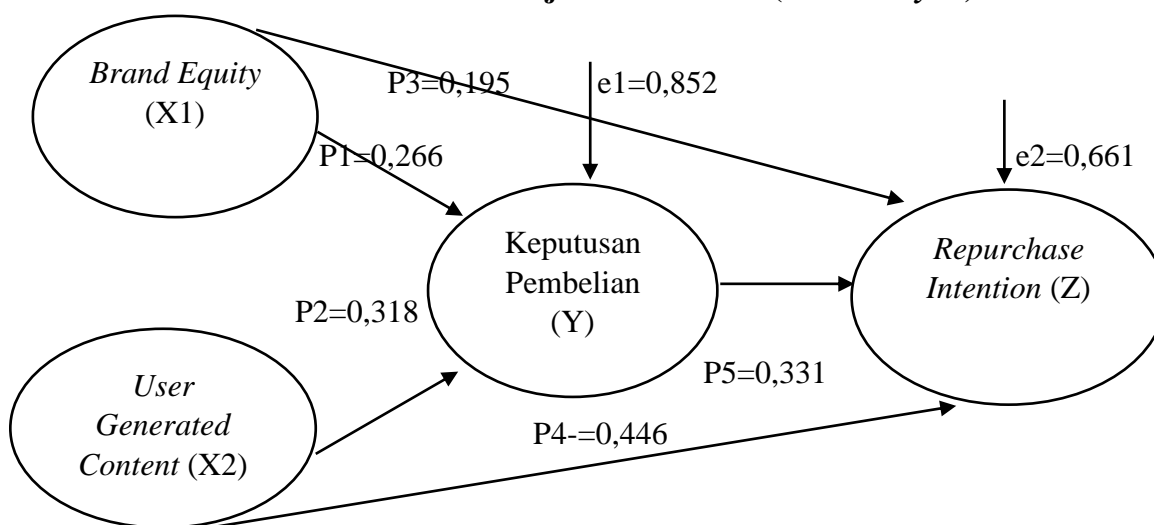 Brand Equity
(X1)
P3=0,195
e1=0,852
P1=0,266
e2=0,661
Keputusan
Pembelian
(Y)
Repurchase
Intention (Z)
P2=0,318
P5=0,331
User
Generated
Content (X2)
P4-=0,446